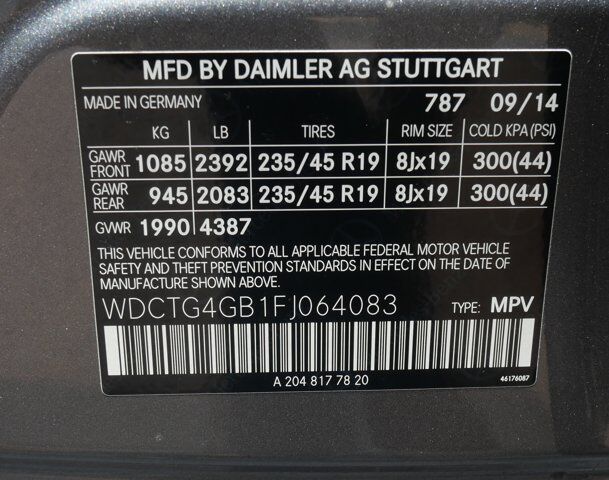 MFD BY DAIMLER AG STUTTGART
MADE IN GERMANY 787 09/14
KG LB TIRES RIM SIZE COLD KPA (PSI)
GAWR FRONT 1085 2392 235/45 R19 8Jx19 300(44)
GAWR REAR 945 2083 235/45 R19 8Jx19 300(44)
GVWR 1990 4387
THIS VEHICLE CONFORMS TO ALL APPLICABLE FEDERAL MOTOR VEHICLE
SAFETY AND THEFT PREVENTION STANDARDS IN EFFECT ON THE DATE OF
MANUFACTURE SHOWN ABOVE.
WDCTG4GB1FJ064083 TYPE: MPV
A 204 817 78 20 46176087